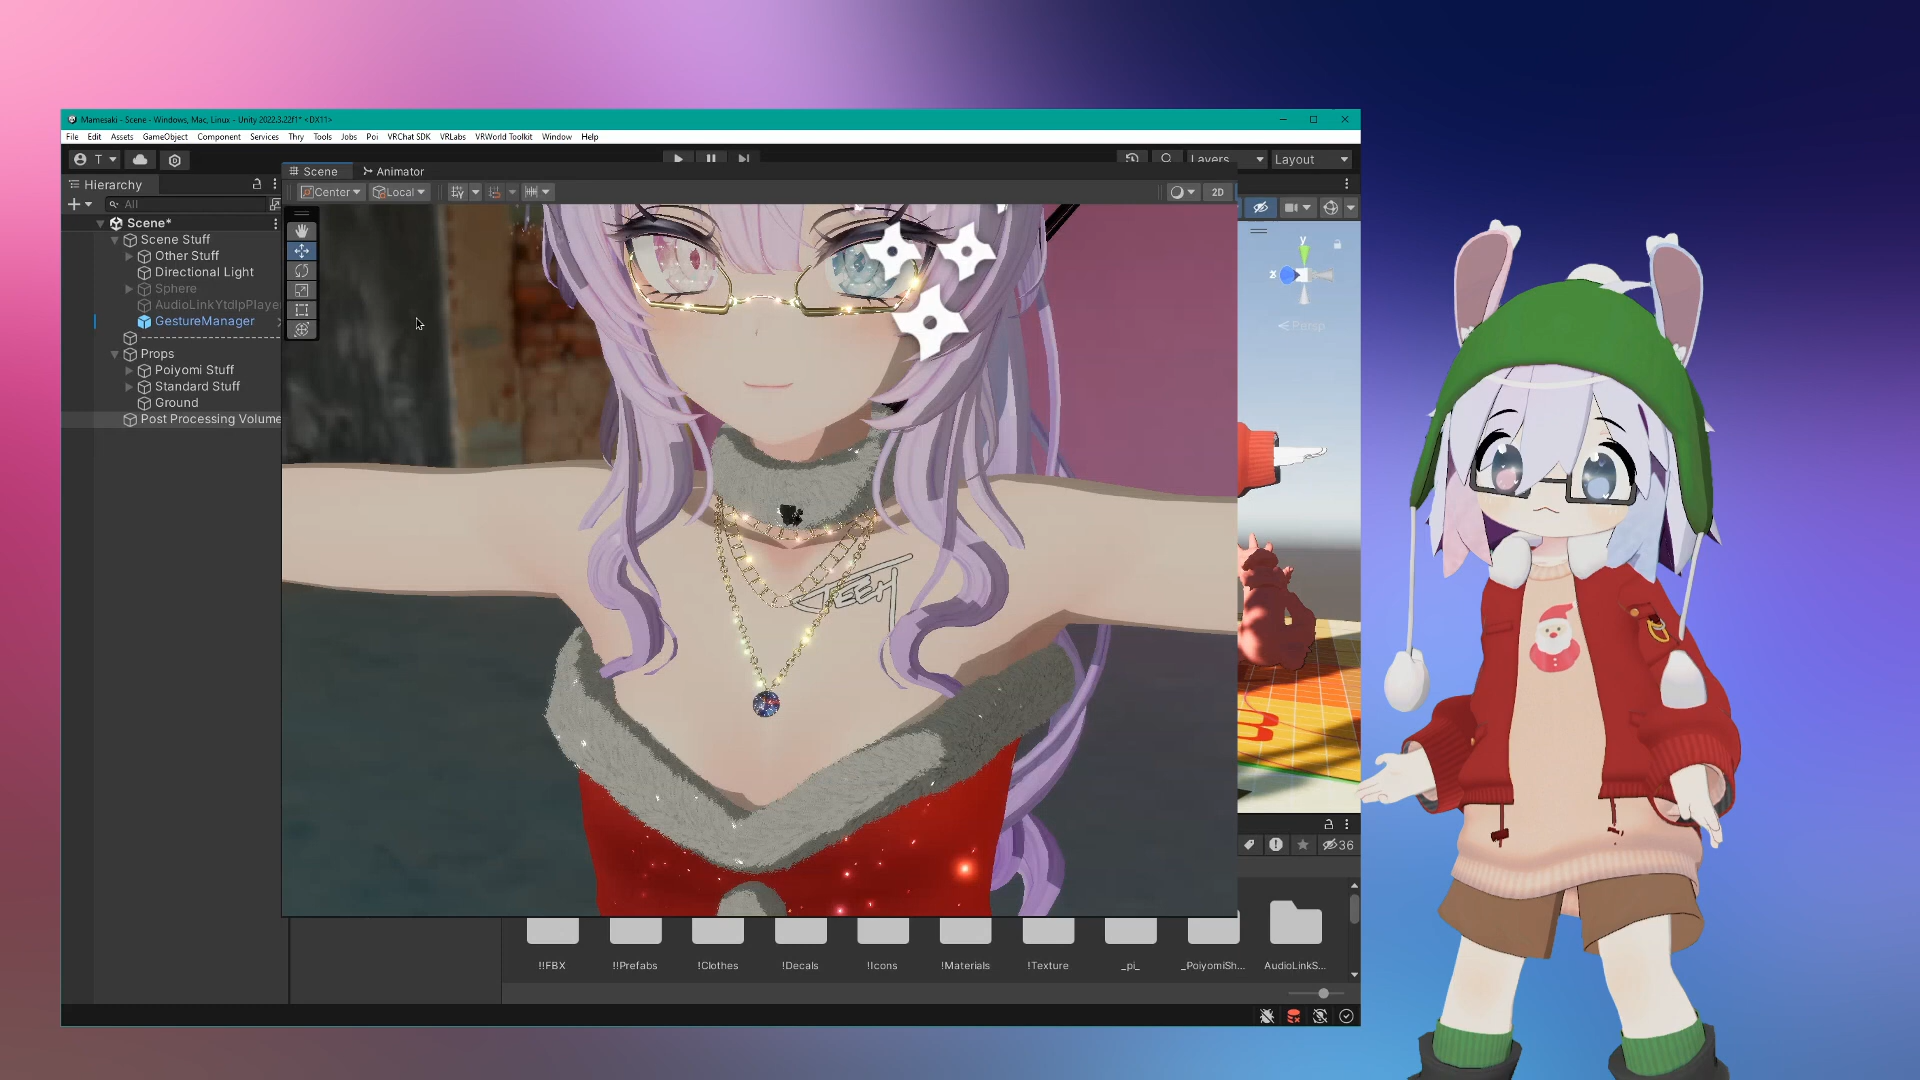 Mamesaki - Scene - Windows, Mac, Linux - Unity 2022.3.22f1* <DX11>
File Edit Assets GameObject Component Services Thry Tools Jobs Poi VRChat SDK VRLabs VRWorld Toolkit Window Help
T Layers Layout
Scene Animator
Hierarchy
Center Local 2D
All
Scene*
Scene Stuff
Other Stuff
Directional Light
Sphere
AudioLinkYtdlpPlaye
GestureManager
Props
Poiyomi Stuff
Standard Stuff
Ground
Post Processing Volume
y
z
Persp
TEEH
36
!!FBX !!Prefabs !Clothes !Decals !Icons !Materials !Texture _pi_ _PoiyomiSh... AudioLinkS...